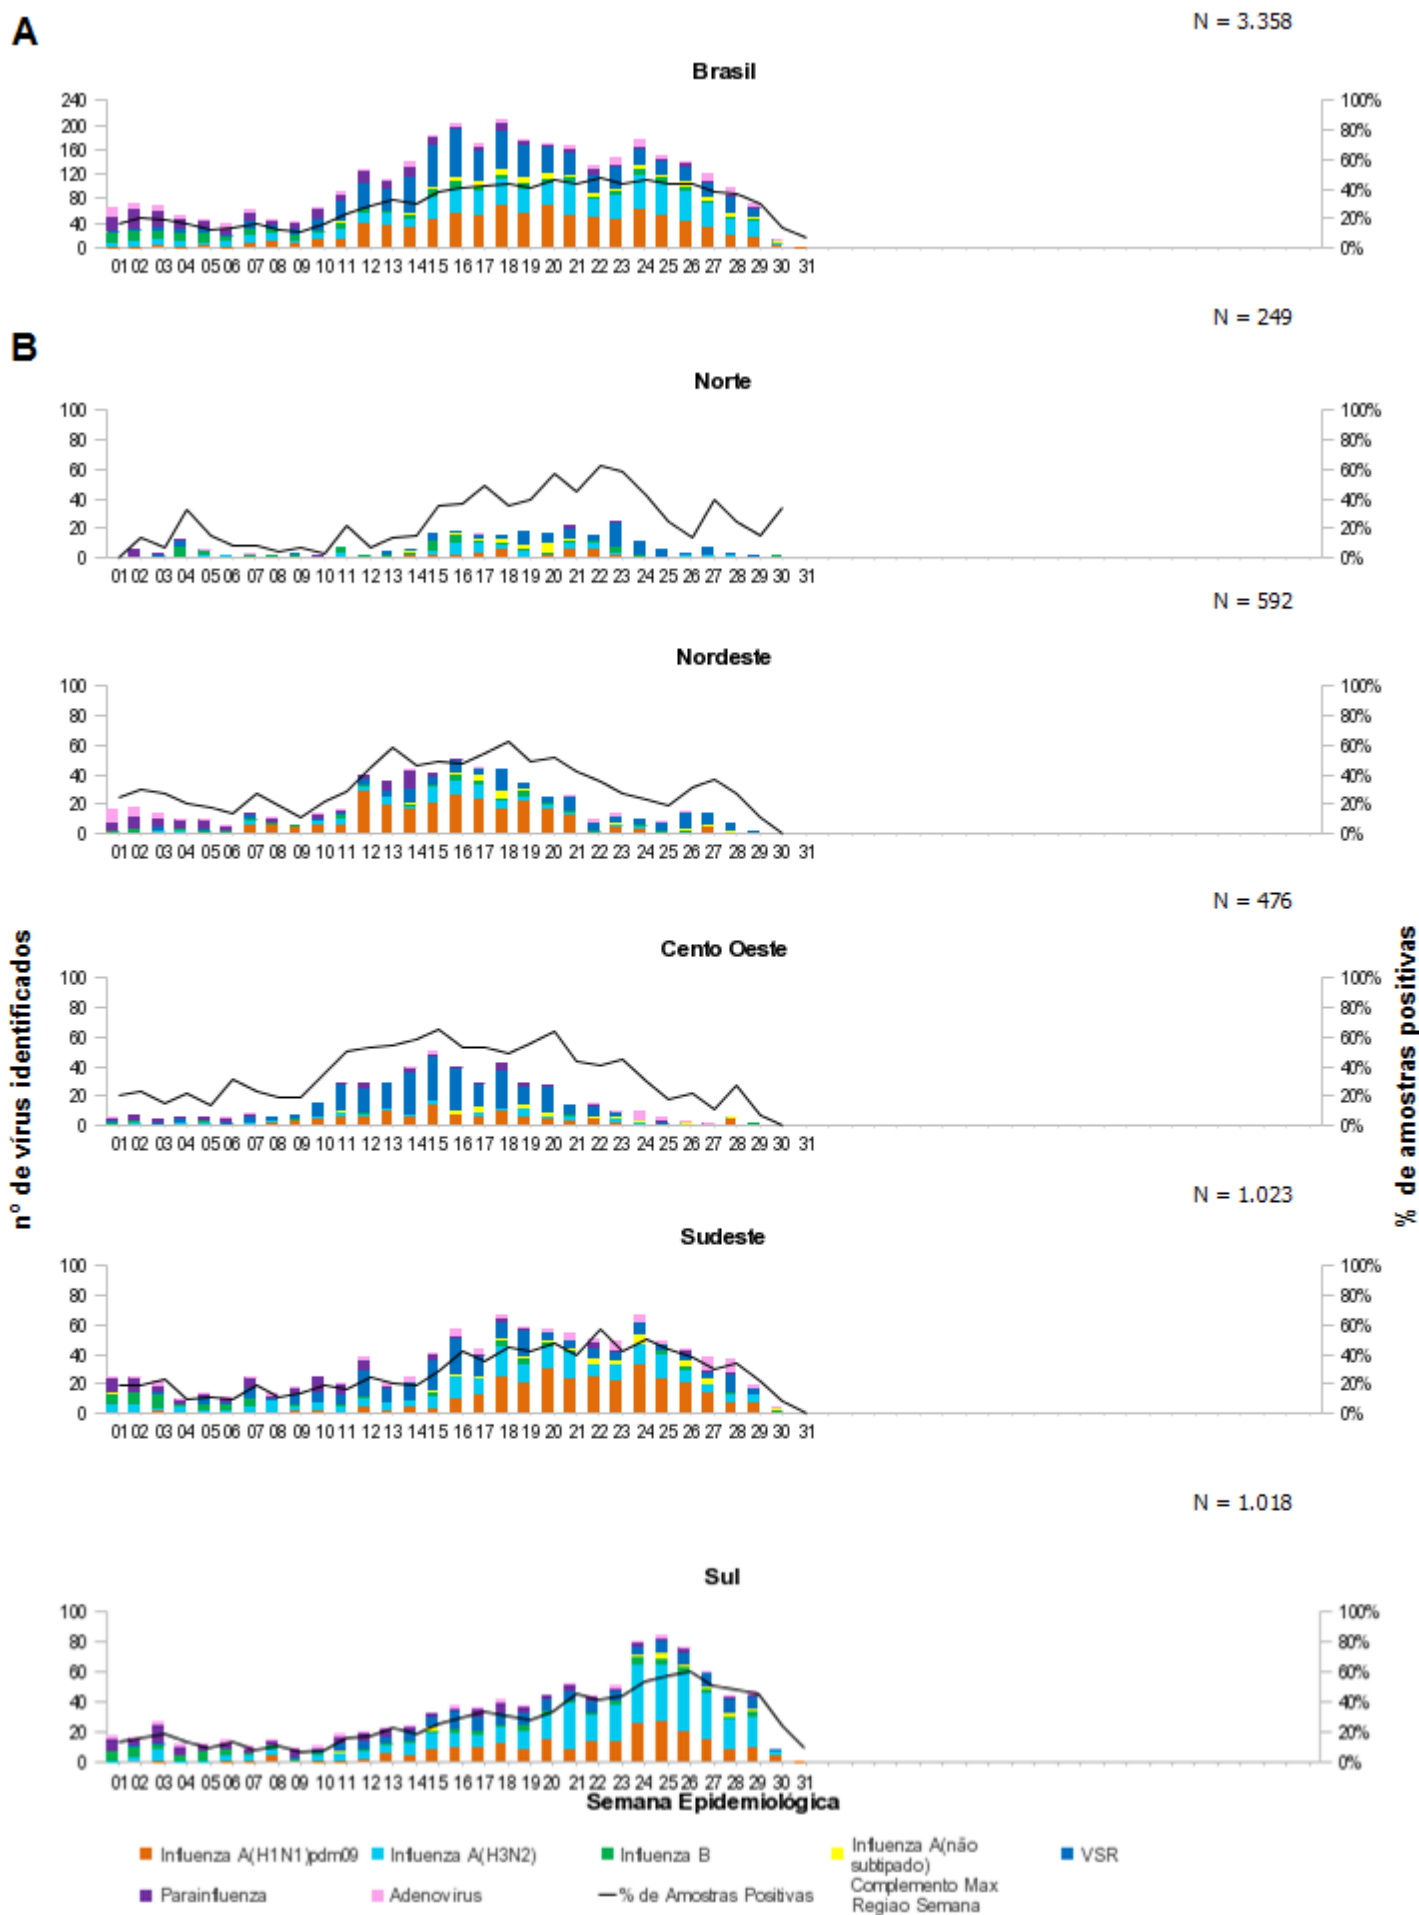 A
N = 3.358
Brasil
240
200
160
120
80
40
0
100%
80%
60%
40%
20%
0%
01 02 03 04 05 06 07 08 09 10 11 12 13 14 15 16 17 18 19 20 21 22 23 24 25 26 27 28 29 30 31
N = 249
B
Norte
100
80
60
40
20
0
100%
80%
60%
40%
20%
0%
01 02 03 04 05 06 07 08 09 10 11 12 13 14 15 16 17 18 19 20 21 22 23 24 25 26 27 28 29 30 31
N = 592
Nordeste
100
80
60
40
20
0
100%
80%
60%
40%
20%
0%
01 02 03 04 05 06 07 08 09 10 11 12 13 14 15 16 17 18 19 20 21 22 23 24 25 26 27 28 29 30 31
N = 476
Cento Oeste
100
80
60
40
20
0
100%
80%
60%
40%
20%
0%
01 02 03 04 05 06 07 08 09 10 11 12 13 14 15 16 17 18 19 20 21 22 23 24 25 26 27 28 29 30 31
nº de vírus identificados
% de amostras positivas
N = 1.023
Sudeste
100
80
60
40
20
0
100%
80%
60%
40%
20%
0%
01 02 03 04 05 06 07 08 09 10 11 12 13 14 15 16 17 18 19 20 21 22 23 24 25 26 27 28 29 30 31
N = 1.018
Sul
100
80
60
40
20
0
100%
80%
60%
40%
20%
0%
01 02 03 04 05 06 07 08 09 10 11 12 13 14 15 16 17 18 19 20 21 22 23 24 25 26 27 28 29 30 31
Semana Epidemiológica
Influenza A(H1N1)pdm09
Influenza A(H3N2)
Influenza B
Influenza A(não
subtipado)
VSR
Parainfluenza
Adenovirus
% de Amostras Positivas
Complemento Max
Regiao Semana